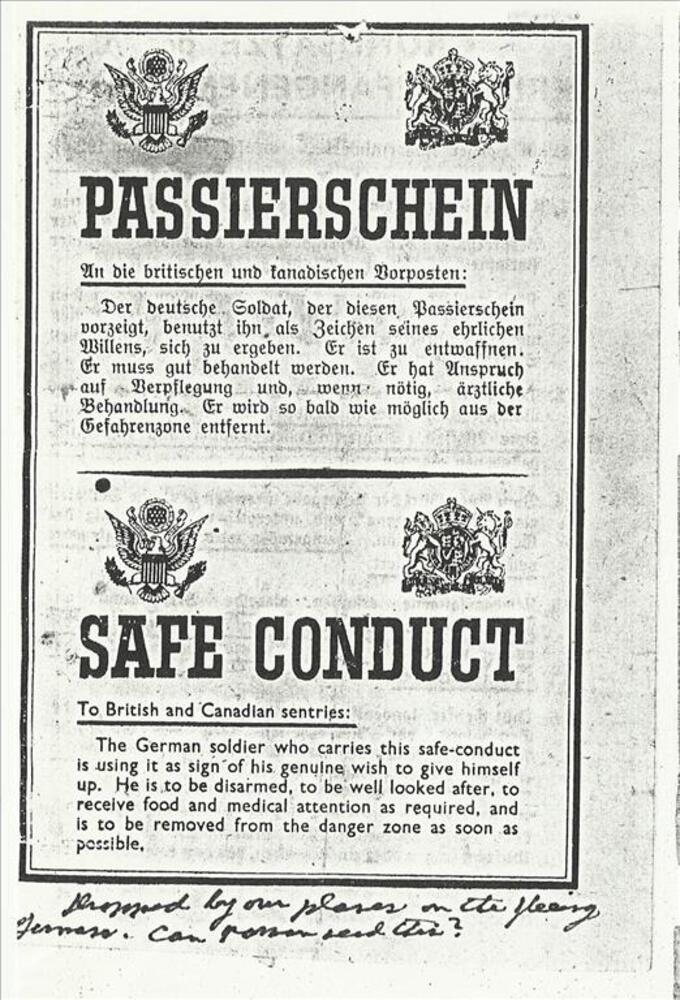 PASSIERSCHEIN
An die britischen und kanadischen Vorposten:
Der deutsche Soldat, der diesen Passierschein
vorzeigt, benutzt ihn als Zeichen seines ehrlichen
Willens, sich zu ergeben. Er ist zu entwaffnen.
Er muss gut behandelt werden. Er hat Anspruch
auf Verpflegung und, wenn nötig, ärztliche
Behandlung. Er wird so bald wie möglich aus der
Gefahrenzone entfernt.
SAFE CONDUCT
To British and Canadian sentries:
The German soldier who carries this safe-conduct
is using it as sign of his genuine wish to give himself
up. He is to be disarmed, to be well looked after, to
receive food and medical attention as required, and
is to be removed from the danger zone as soon as
possible.
Dropped by our planes on the fleeing
Germans. Can read this?